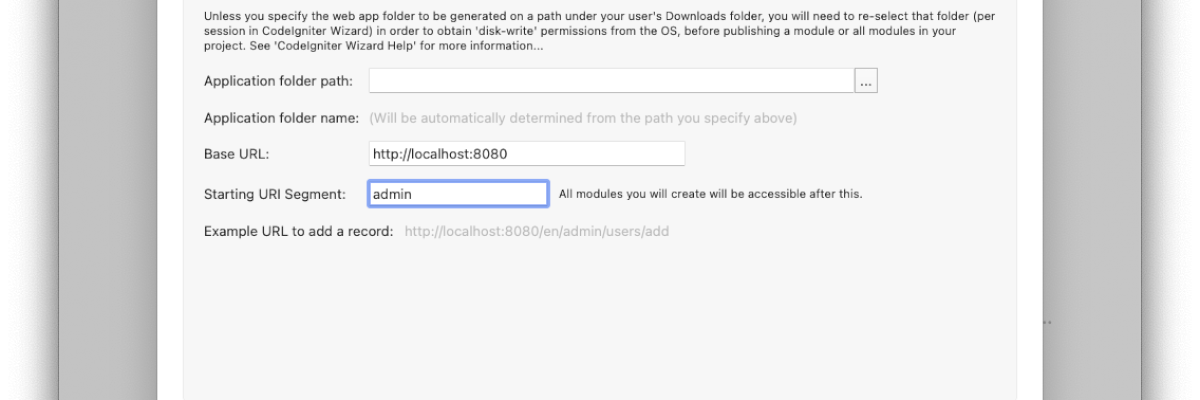 Unless you specify the web app folder to be generated on a path under your user's Downloads folder, you will need to re-select that folder (per
session in CodeIgniter Wizard) in order to obtain 'disk-write' permissions from the OS, before publishing a module or all modules in your
project. See 'CodeIgniter Wizard Help' for more information...
Application folder path: ...
Application folder name: (Will be automatically determined from the path you specify above)
Base URL: http://localhost:8080
Starting URI Segment: admin All modules you will create will be accessible after this.
Example URL to add a record: http://localhost:8080/en/admin/users/add